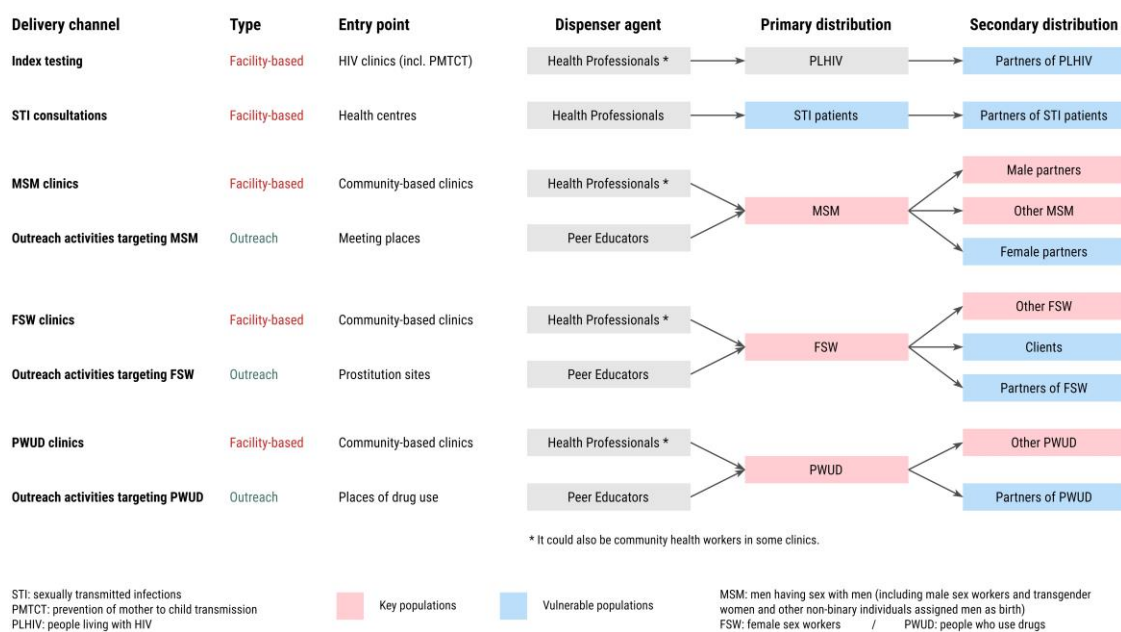 Delivery channel Type Entry point Dispenser agent Primary distribution Secondary distribution
Index testing Facility-based HIV clinics (incl. PMTCT) Health Professionals * PLHIV Partners of PLHIV
STI consultations Facility-based Health centres Health Professionals STI patients Partners of STI patients
Male partners
MSM clinics Facility-based Community-based clinics Health Professionals *
MSM Other MSM
Outreach activities targeting MSM Outreach Meeting places Peer Educators
Female partners
Other FSW
FSW clinics Facility-based Community-based clinics Health Professionals *
FSW Clients
Outreach activities targeting FSW Outreach Prostitution sites Peer Educators
Partners of FSW
PWUD clinics Facility-based Community-based clinics Health Professionals * Other PWUD
PWUD
Outreach activities targeting PWUD Outreach Places of drug use Peer Educators Partners of PWUD
* It could also be community health workers in some clinics.
STI: sexually transmitted infections
PMTCT: prevention of mother to child transmission
PLHIV: people living with HIV
Key populations
Vulnerable populations
MSM: men having sex with men (including male sex workers and transgender
women and other non-binary individuals assigned men as birth)
FSW: female sex workers / PWUD: people who use drugs